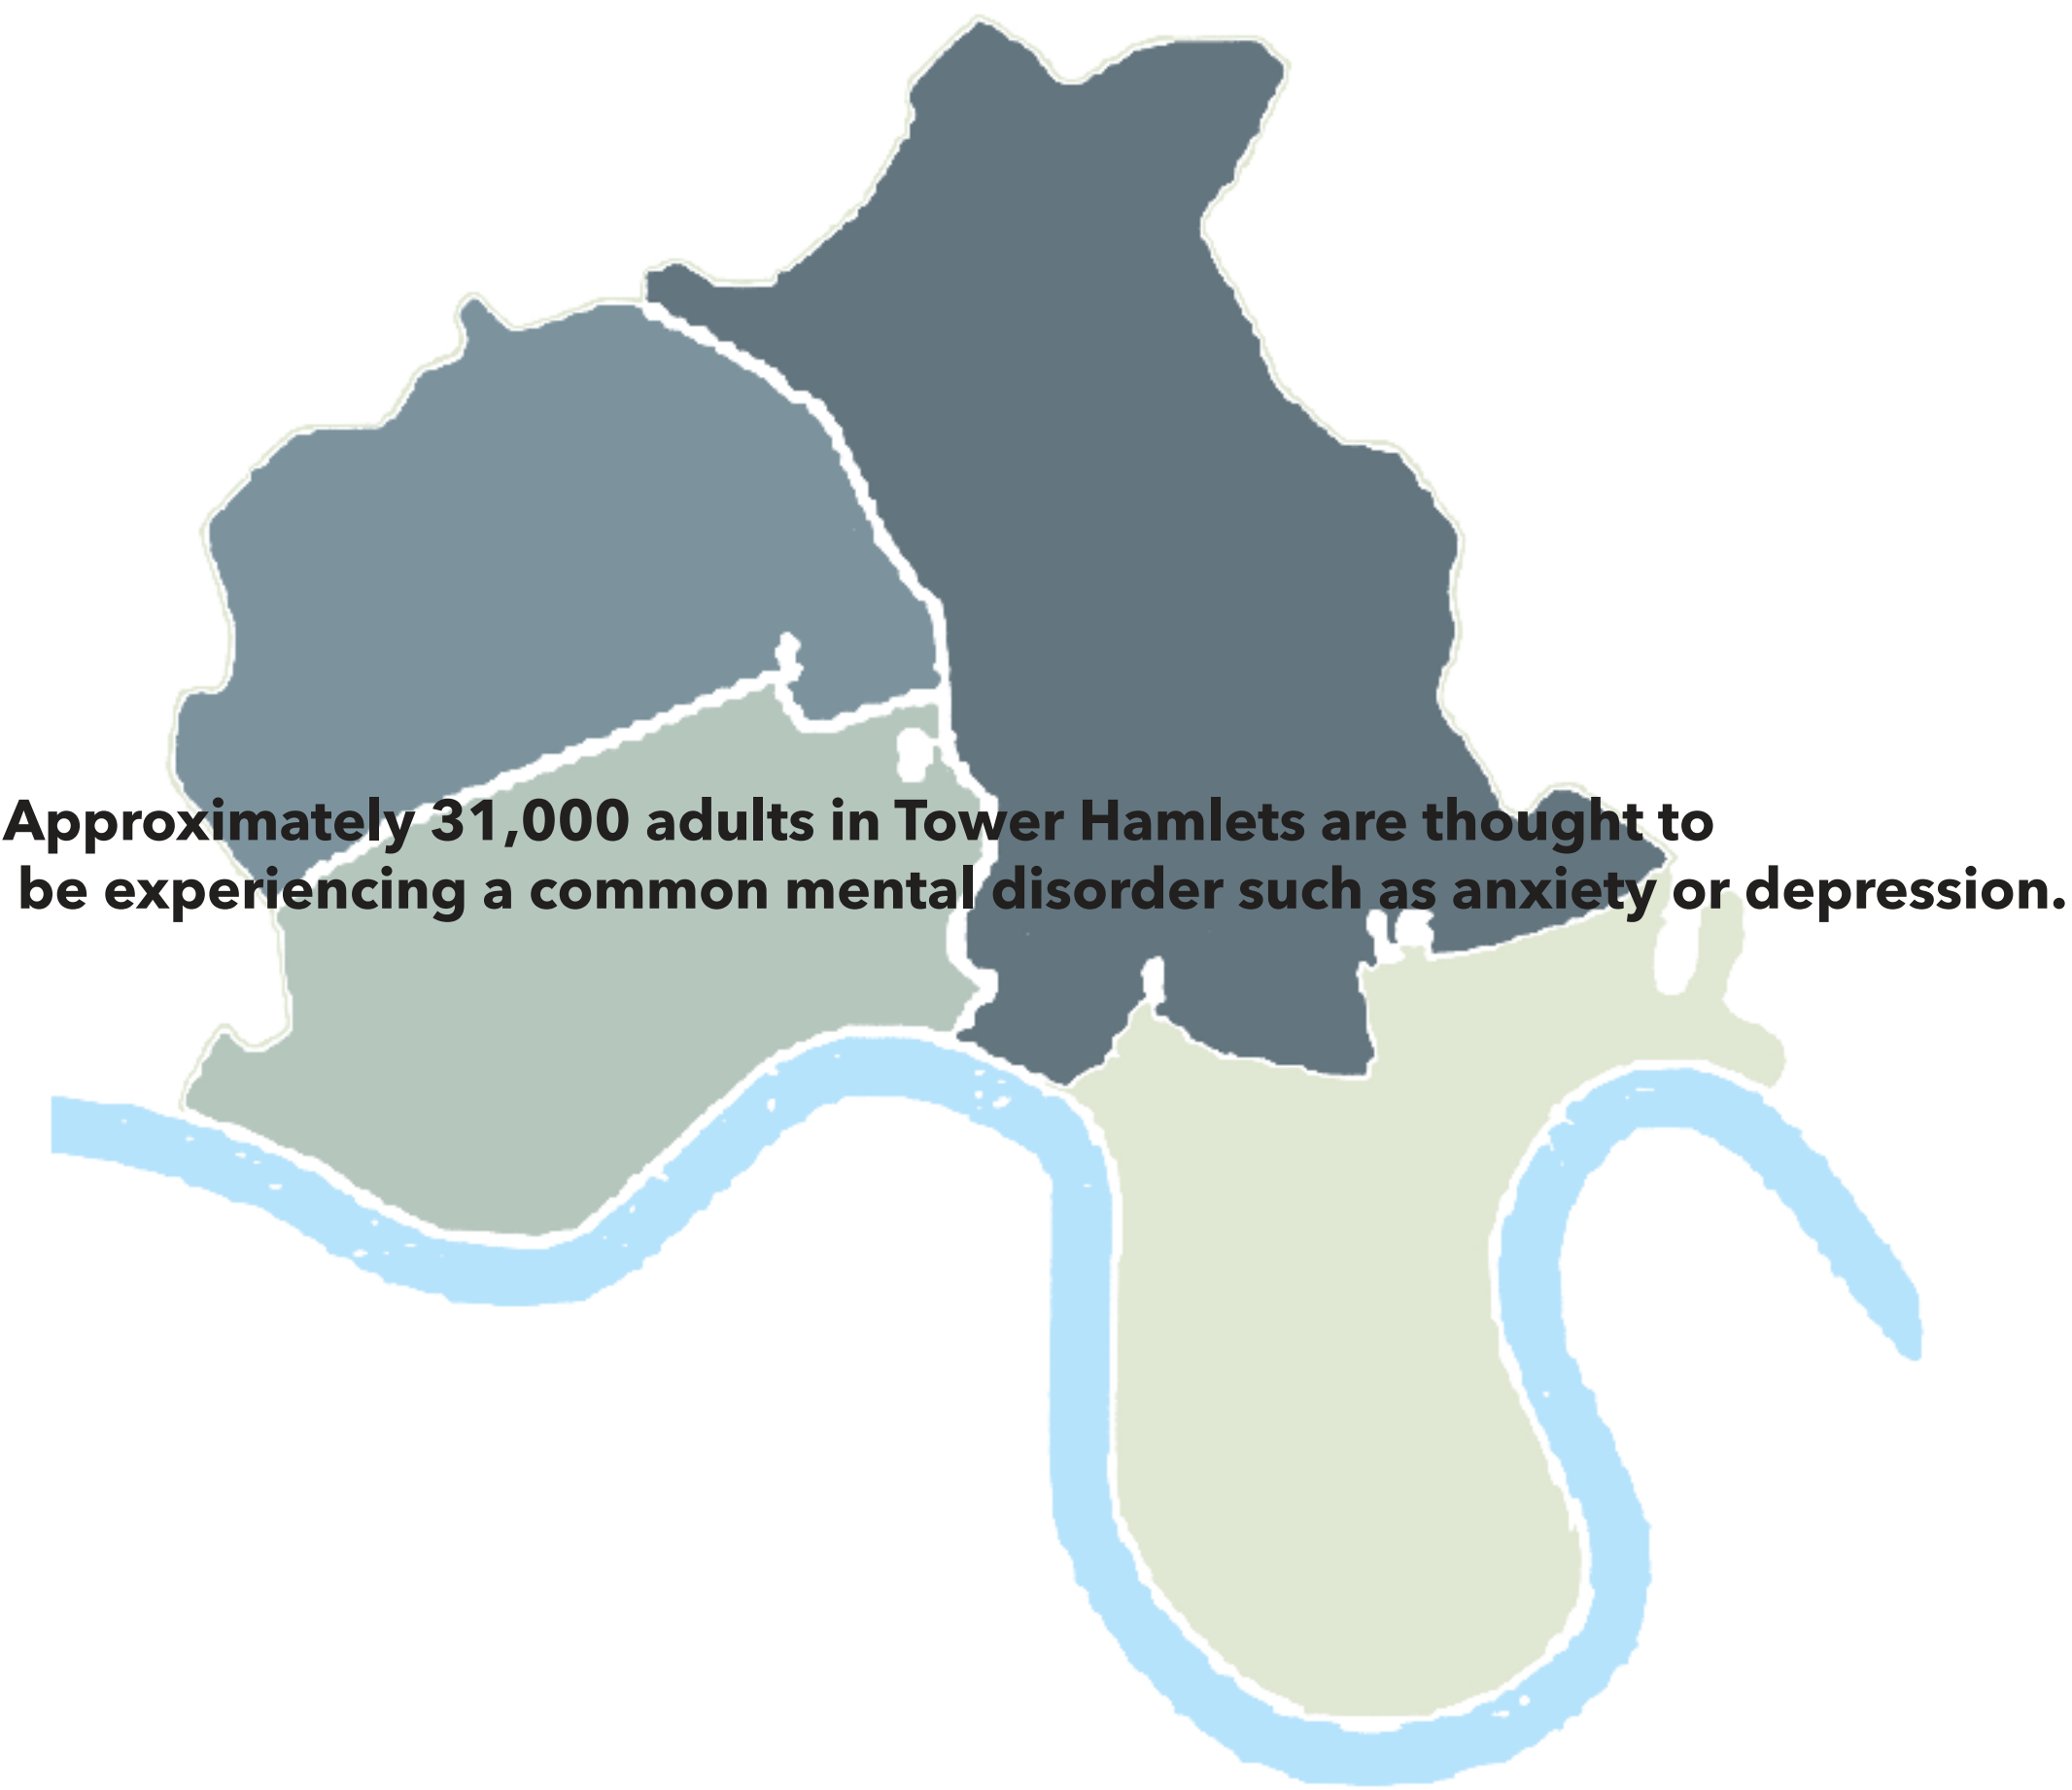 Approximately 31,000 adults in Tower Hamlets are thought to
be experiencing a common mental disorder such as anxiety or depression.